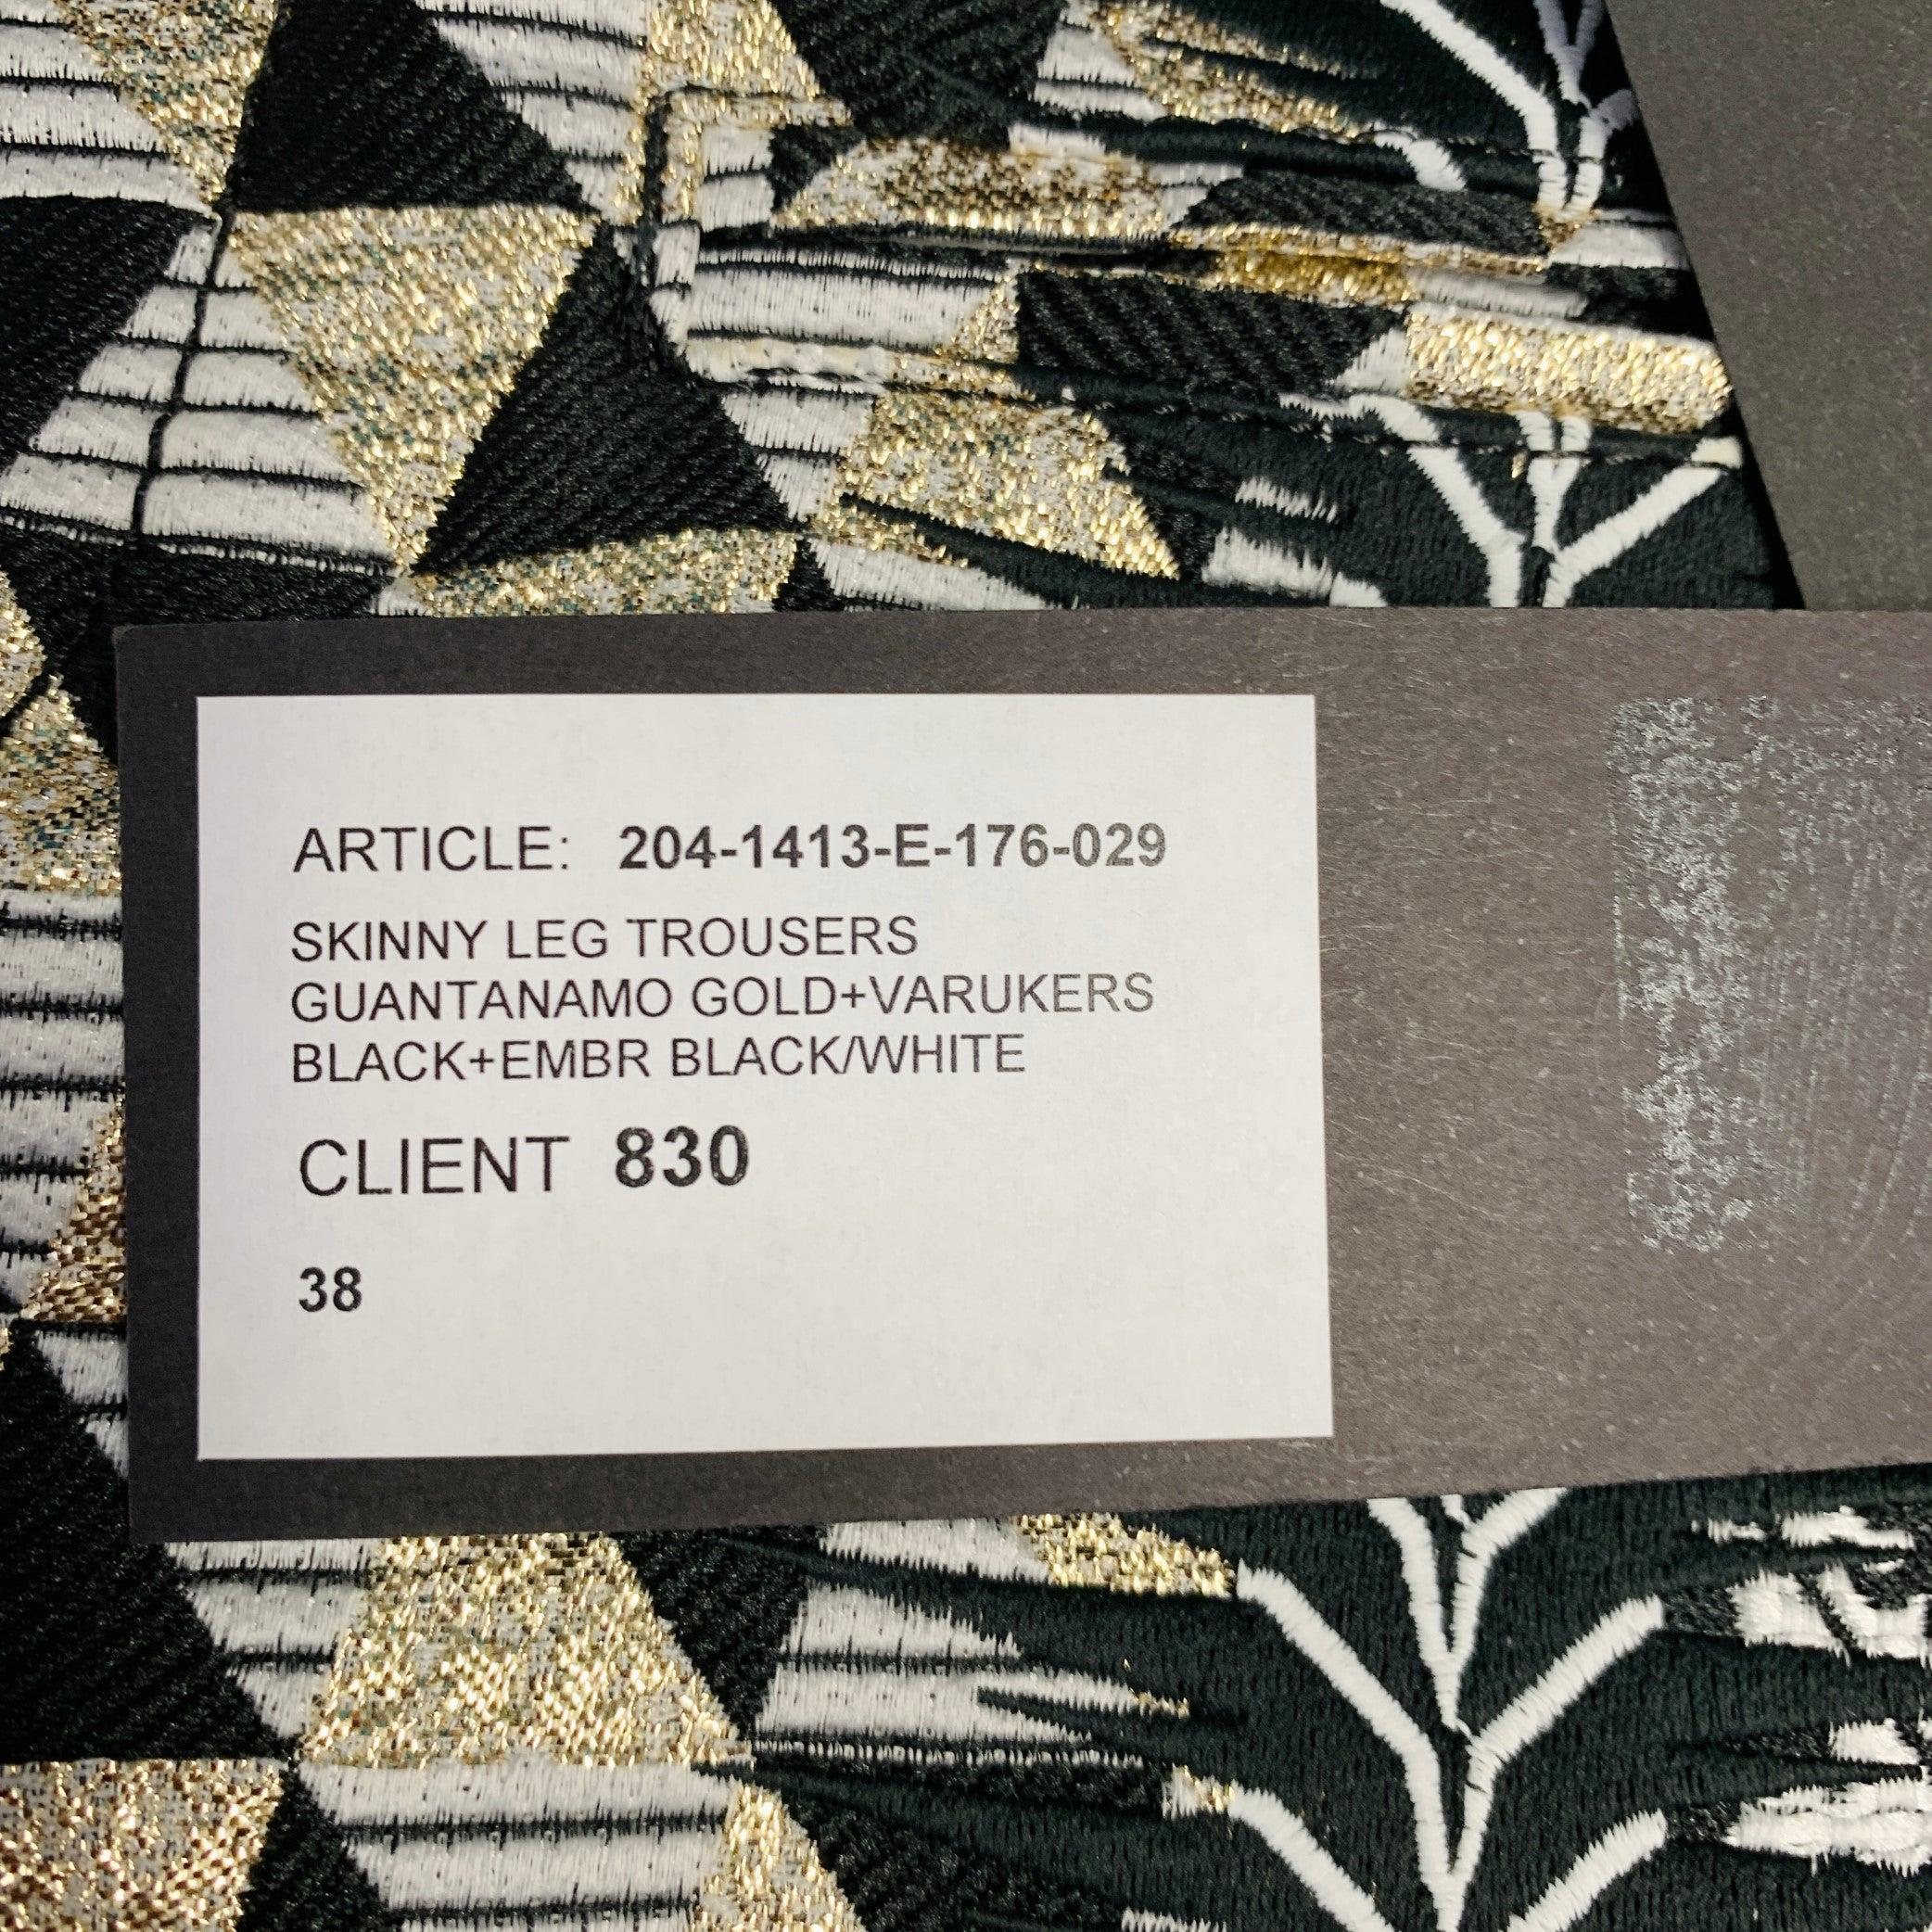 ARTICLE: 204-1413-E-176-029
SKINNY LEG TROUSERS
GUANTANAMO GOLD+VARUKERS
BLACK+EMBR BLACK/WHITE
CLIENT 830
38